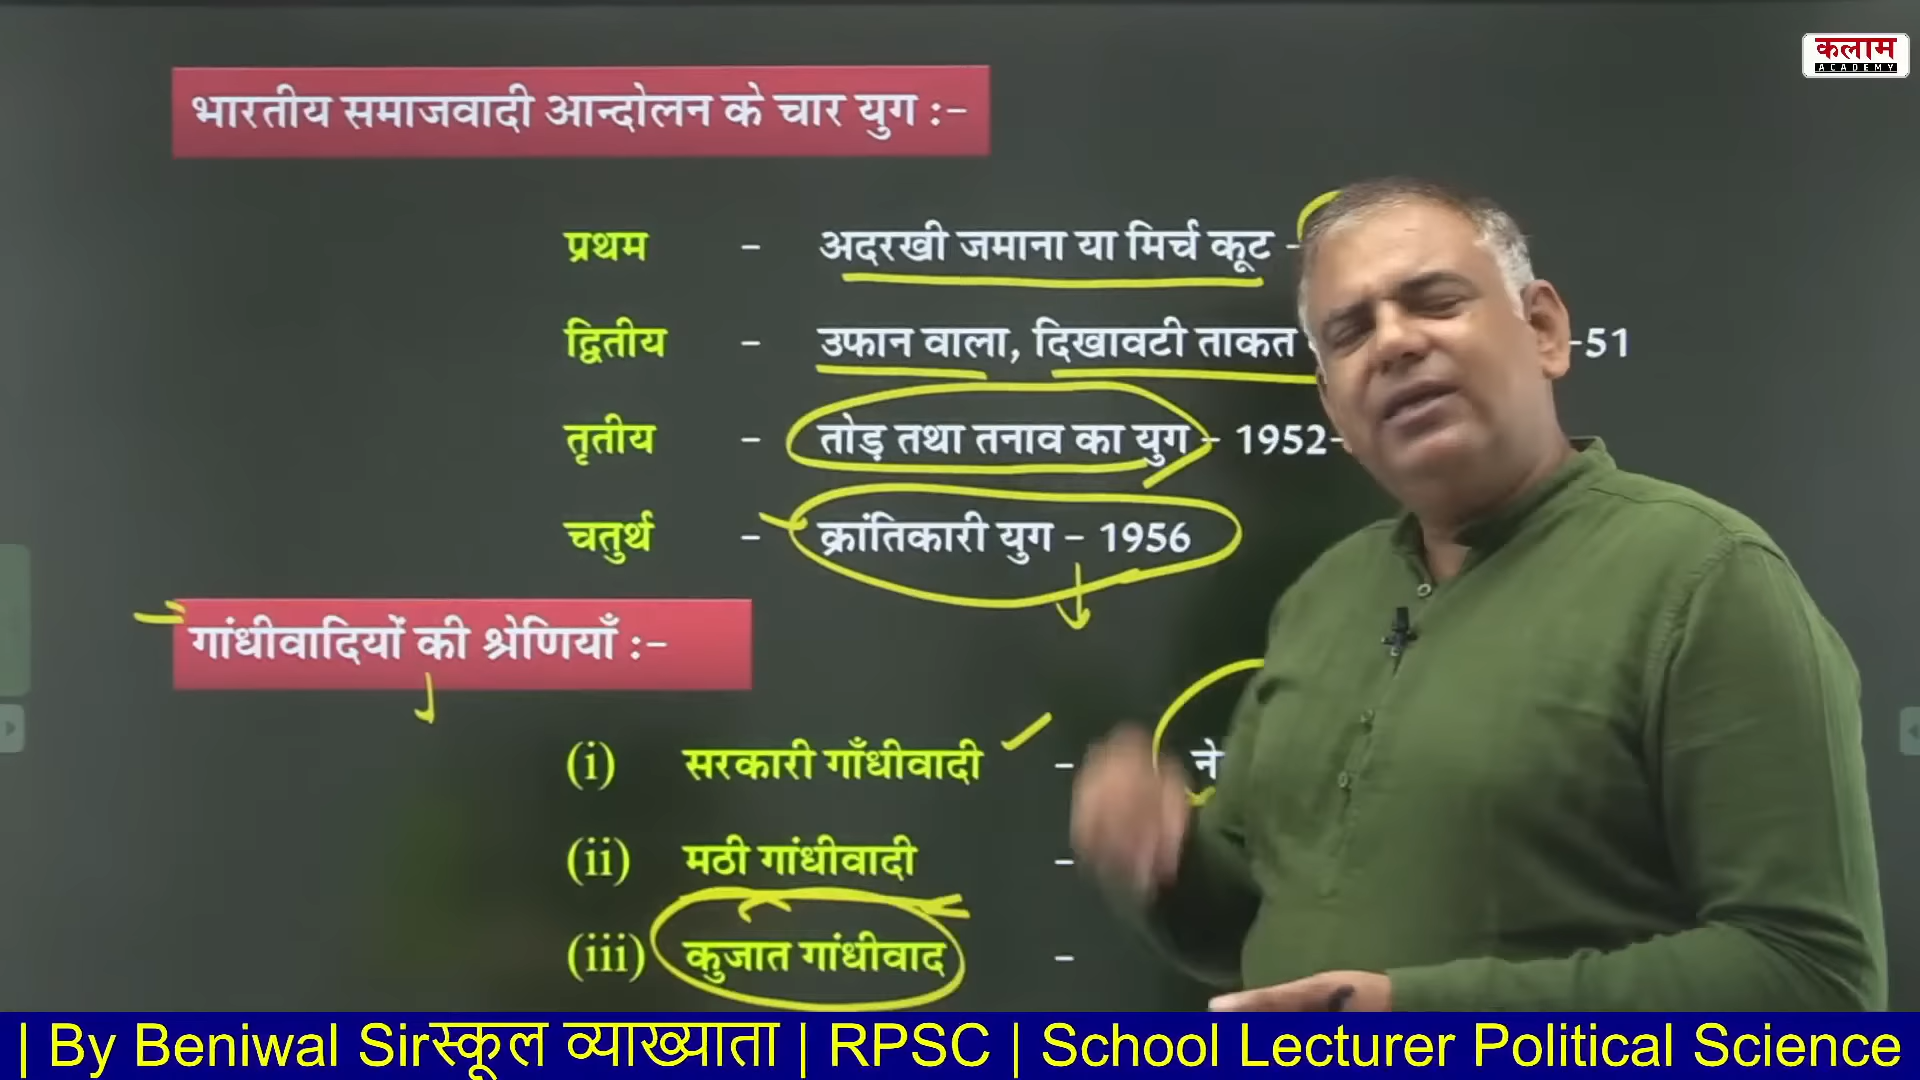 कलाम
ACADEMY
भारतीय समाजवादी आन्दोलन के चार युग :-
प्रथम - अदरखी जमाना या मिर्च कूट -
द्वितीय - उफान वाला, दिखावटी ताकत -51
तृतीय - तोड़ तथा तनाव का युग - 1952-
चतुर्थ - क्रांतिकारी युग - 1956
गांधीवादियों की श्रेणियाँ :-
(i) सरकारी गाँधीवादी - ने
(ii) मठी गांधीवादी -
(iii) कुजात गांधीवाद -
| By Beniwal Sirस्कूल व्याख्याता | RPSC | School Lecturer Political Science